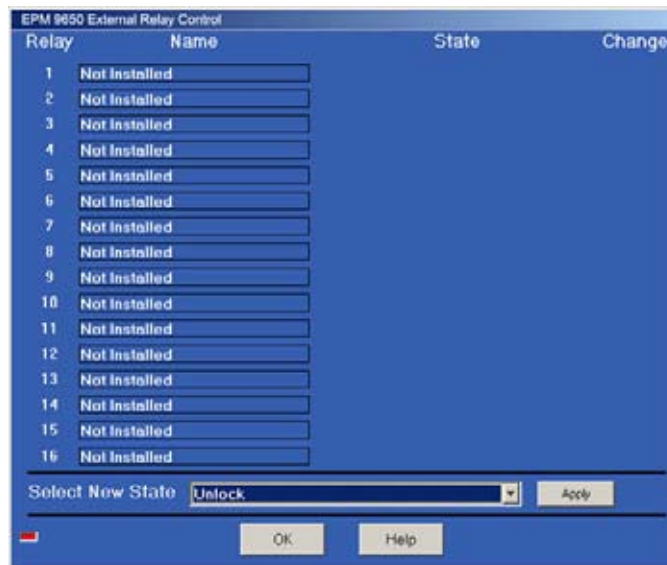 EPM 9650 External Relay Control
Relay Name State Change
1 Not Installed
2 Not Installed
3 Not Installed
4 Not Installed
5 Not Installed
6 Not Installed
7 Not Installed
8 Not Installed
9 Not Installed
10 Not Installed
11 Not Installed
12 Not Installed
13 Not Installed
14 Not Installed
15 Not Installed
16 Not Installed
Select New State Unlock Apply
OK Help